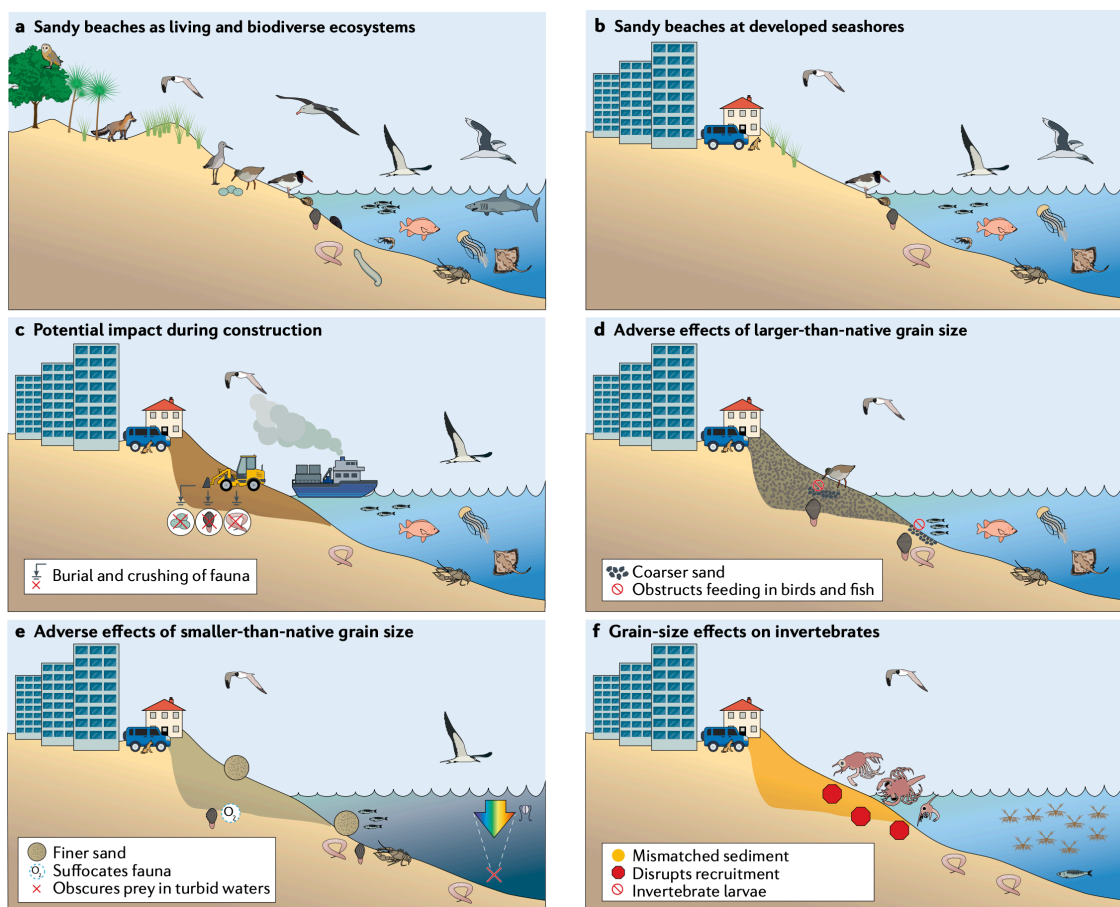 a Sandy beaches as living and biodiverse ecosystems
b Sandy beaches at developed seashores
c Potential impact during construction
Burial and crushing of fauna
d Adverse effects of larger-than-native grain size
Coarser sand
Obstructs feeding in birds and fish
e Adverse effects of smaller-than-native grain size
O₂
Finer sand
O₂ Suffocates fauna
Obscures prey in turbid waters
f Grain-size effects on invertebrates
Mismatched sediment
Disrupts recruitment
Invertebrate larvae